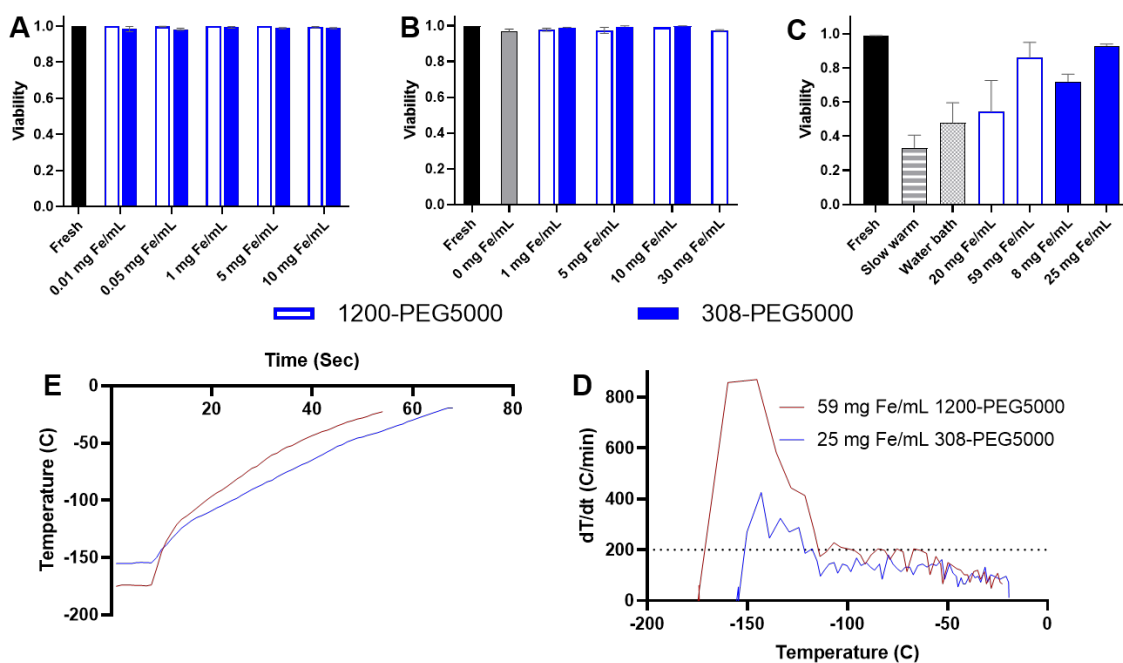 A
Viability
1.0
0.8
0.6
0.4
0.2
0.0
Fresh
0.01 mg Fe/mL
0.05 mg Fe/mL
1 mg Fe/mL
5 mg Fe/mL
10 mg Fe/mL
B
Viability
1.0
0.8
0.6
0.4
0.2
0.0
Fresh
0 mg Fe/mL
1 mg Fe/mL
5 mg Fe/mL
10 mg Fe/mL
30 mg Fe/mL
C
Viability
1.0
0.8
0.6
0.4
0.2
0.0
Fresh
Slow warm
Water bath
20 mg Fe/mL
59 mg Fe/mL
8 mg Fe/mL
25 mg Fe/mL
1200-PEG5000
308-PEG5000
E
Time (Sec)
20
40
60
80
Temperature (C)
0
-50
-100
-150
-200
D
dT/dt (C/min)
800
600
400
200
0
59 mg Fe/mL 1200-PEG5000
25 mg Fe/mL 308-PEG5000
-200
-150
-100
-50
0
Temperature (C)